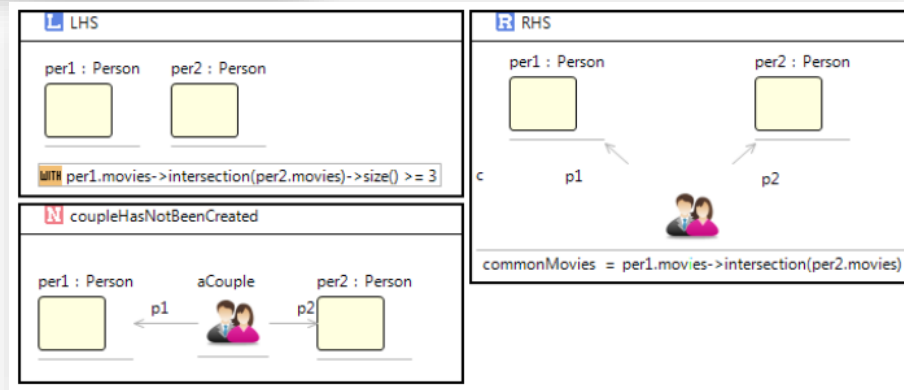 L LHS
per1 : Person per2 : Person
WITH per1.movies->intersection(per2.movies)->size() >= 3
N coupleHasNotBeenCreated
per1 : Person aCouple per2 : Person
p1 p2
R RHS
per1 : Person per2 : Person
c p1 p2
commonMovies = per1.movies->intersection(per2.movies)